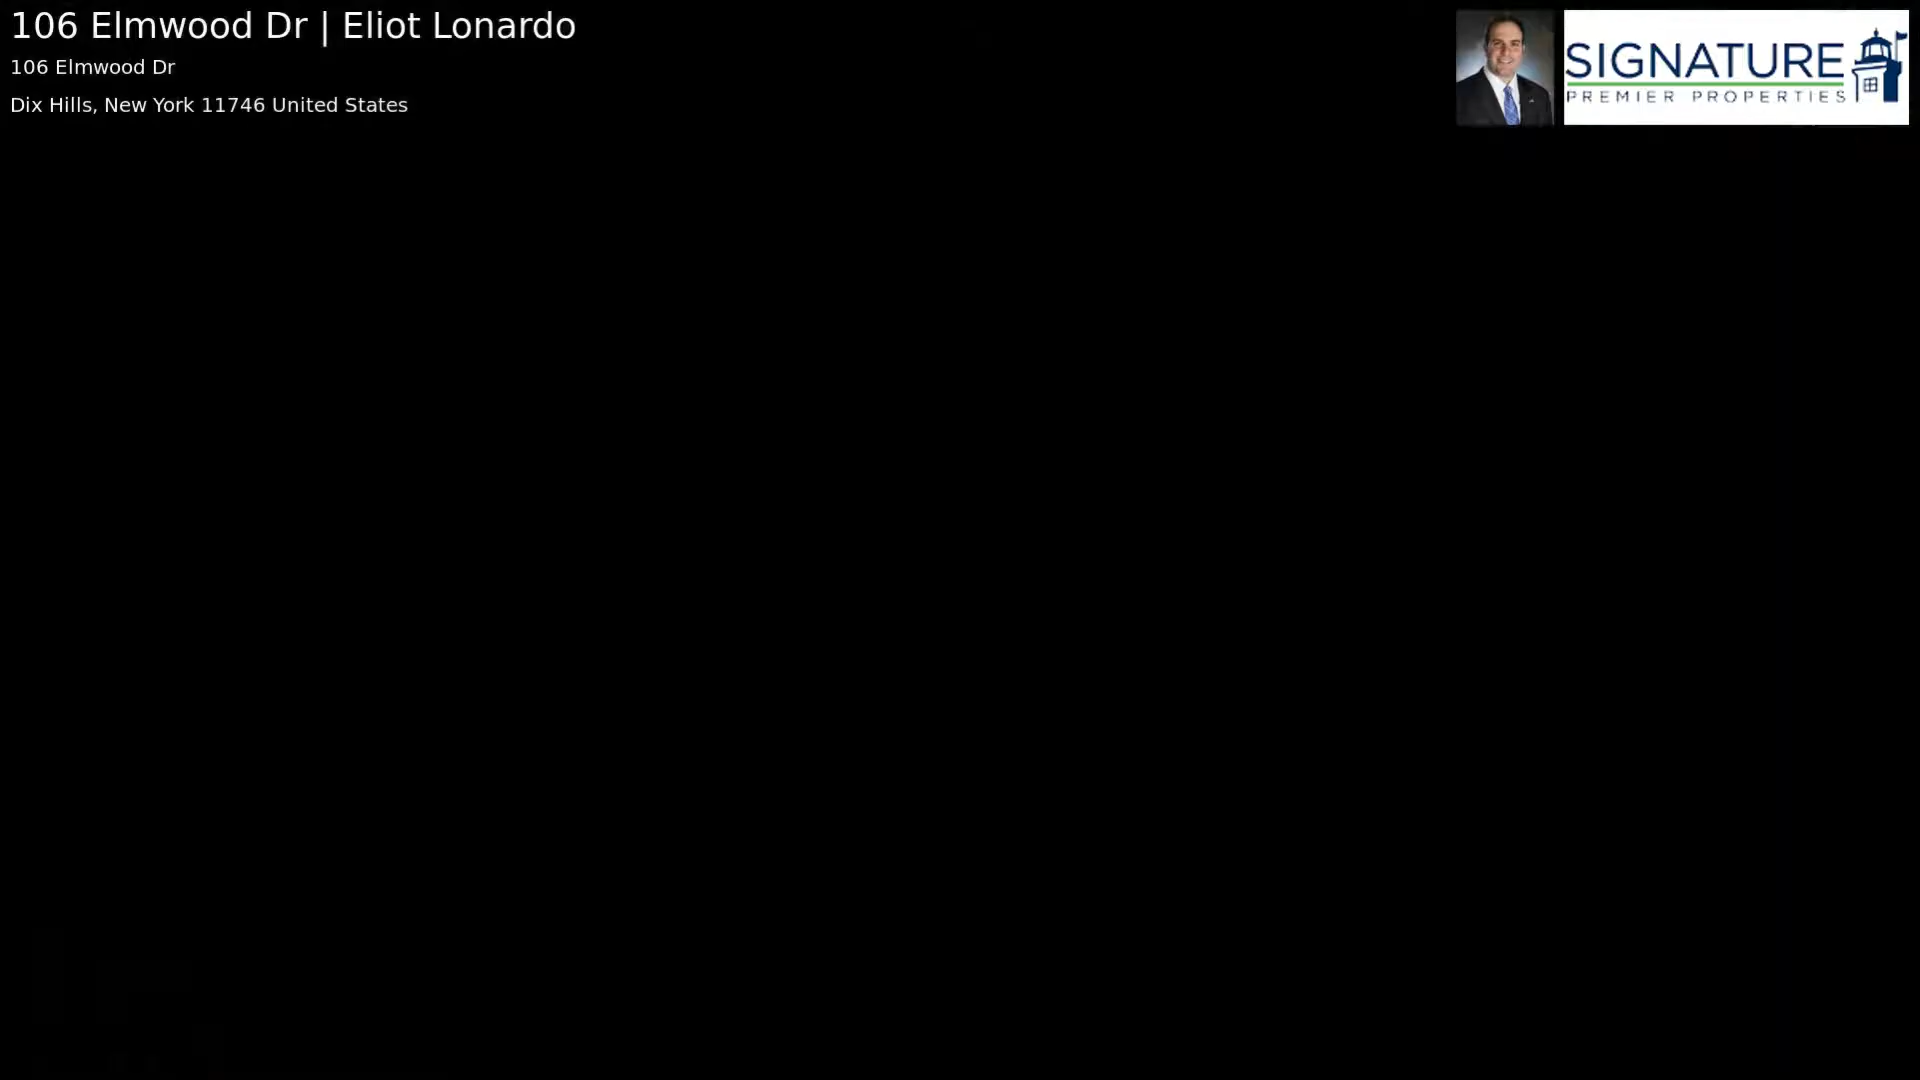 106 Elmwood Dr | Eliot Lonardo
106 Elmwood Dr
Dix Hills, New York 11746 United States
SIGNATURE
PREMIER PROPERTIES